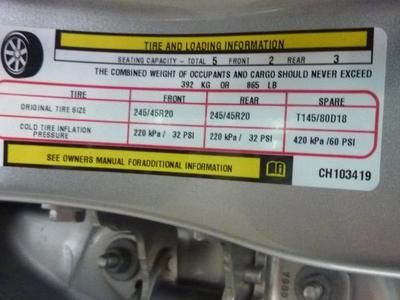 TIRE AND LOADING INFORMATION
SEATING CAPACITY - TOTAL 5 FRONT 2 REAR 3
THE COMBINED WEIGHT OF OCCUPANTS AND CARGO SHOULD NEVER EXCEED
392 KG OR 865 LB
TIRE FRONT REAR SPARE
ORIGINAL TIRE SIZE 245/45R20 245/45R20 T145/80D18
COLD TIRE INFLATION PRESSURE 220 kPa / 32 PSI 220 kPa / 32 PSI 420 kPa /60 PSI
SEE OWNERS MANUAL FORADDITIONAL INFORMATION
CH103419